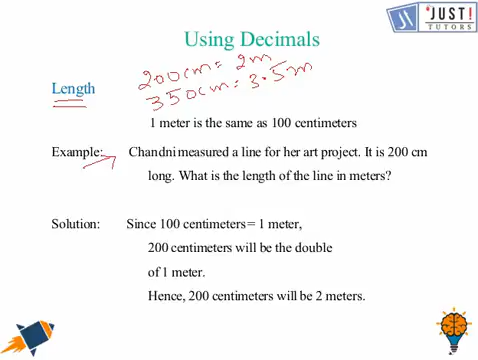 "JUST!
TUTORS
Using Decimals
200cm = 2m
350cm = 3.5m
Length
1 meter is the same as 100 centimeters
Example: Chandni measured a line for her art project. It is 200 cm
long. What is the length of the line in meters?
Solution: Since 100 centimeters = 1 meter,
200 centimeters will be the double
of 1 meter.
Hence, 200 centimeters will be 2 meters.